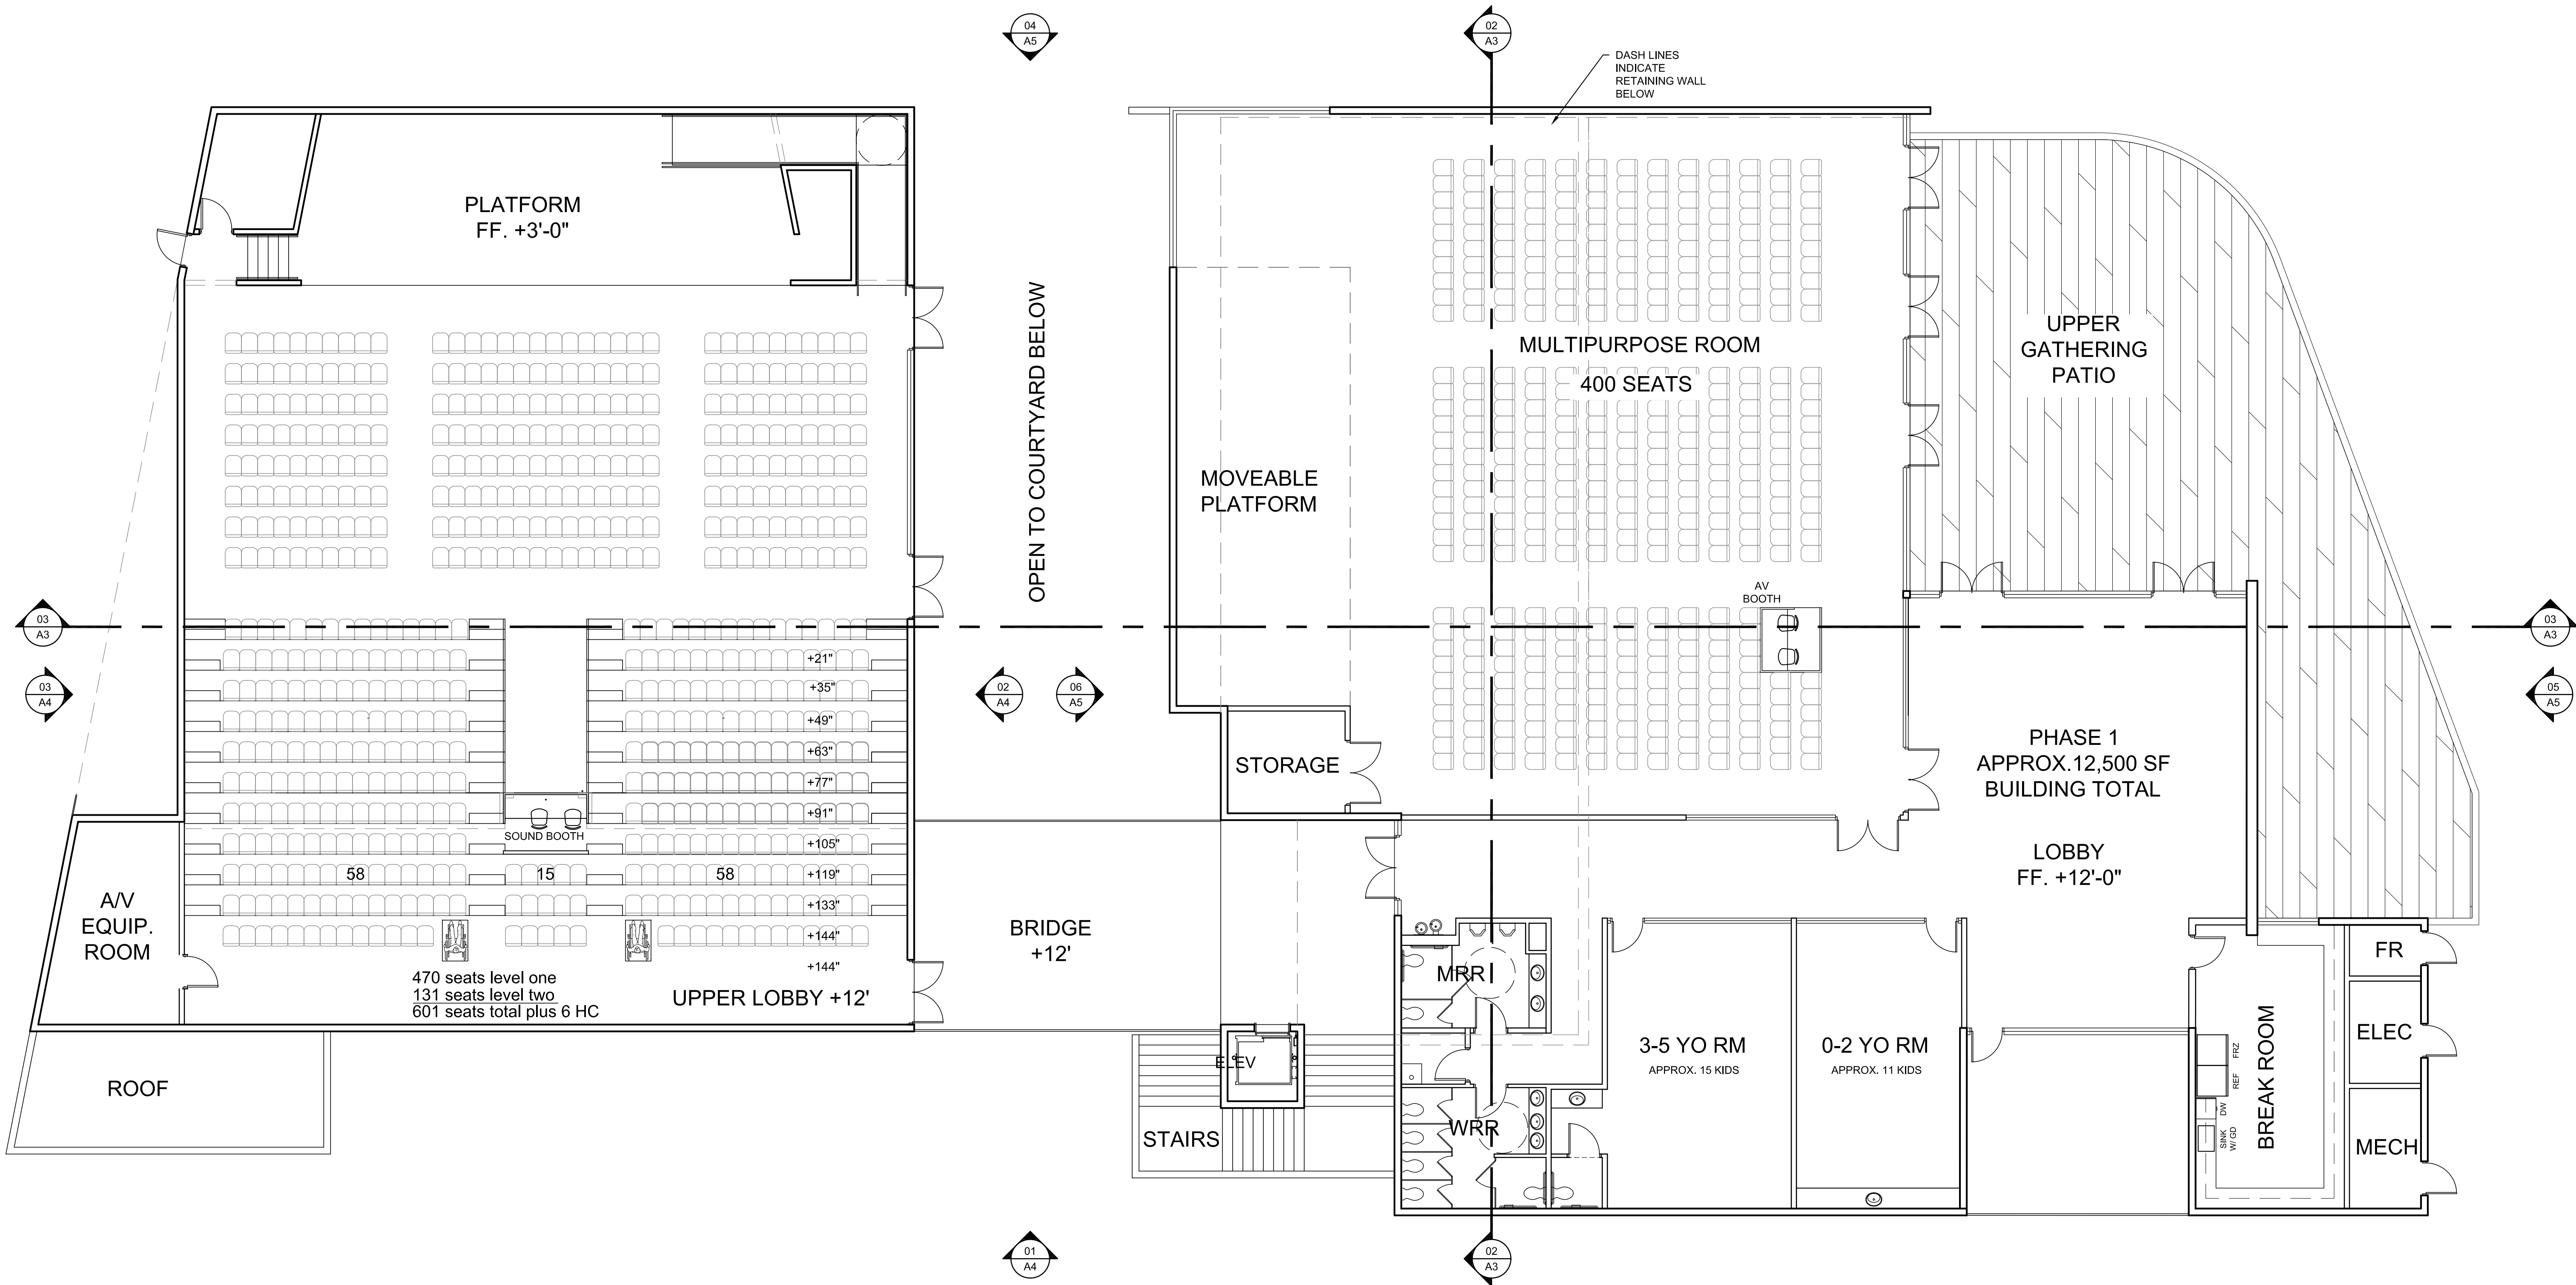 04
A5
02
A3
DASH LINES
INDICATE
RETAINING WALL
BELOW
PLATFORM
FF. +3'-0"
OPEN TO COURTYARD BELOW
MULTIPURPOSE ROOM
400 SEATS
UPPER
GATHERING
PATIO
MOVEABLE
PLATFORM
AV
BOOTH
03
A3
03
A3
03
A4
02
A4
06
A5
05
A5
+21"
+35"
+49"
+63"
+77"
+91"
+105"
+119"
+133"
+144"
+144"
SOUND BOOTH
58
15
58
STORAGE
PHASE 1
APPROX.12,500 SF
BUILDING TOTAL
LOBBY
FF. +12'-0"
A/V
EQUIP.
ROOM
BRIDGE
+12'
470 seats level one
131 seats level two
601 seats total plus 6 HC
UPPER LOBBY +12'
MRR
FR
ELEC
MECH
3-5 YO RM
APPROX. 15 KIDS
0-2 YO RM
APPROX. 11 KIDS
BREAK ROOM
FRZ
REF
DW
SINK
W/ GD
ELEV
ROOF
STAIRS
WRR
01
A4
02
A3